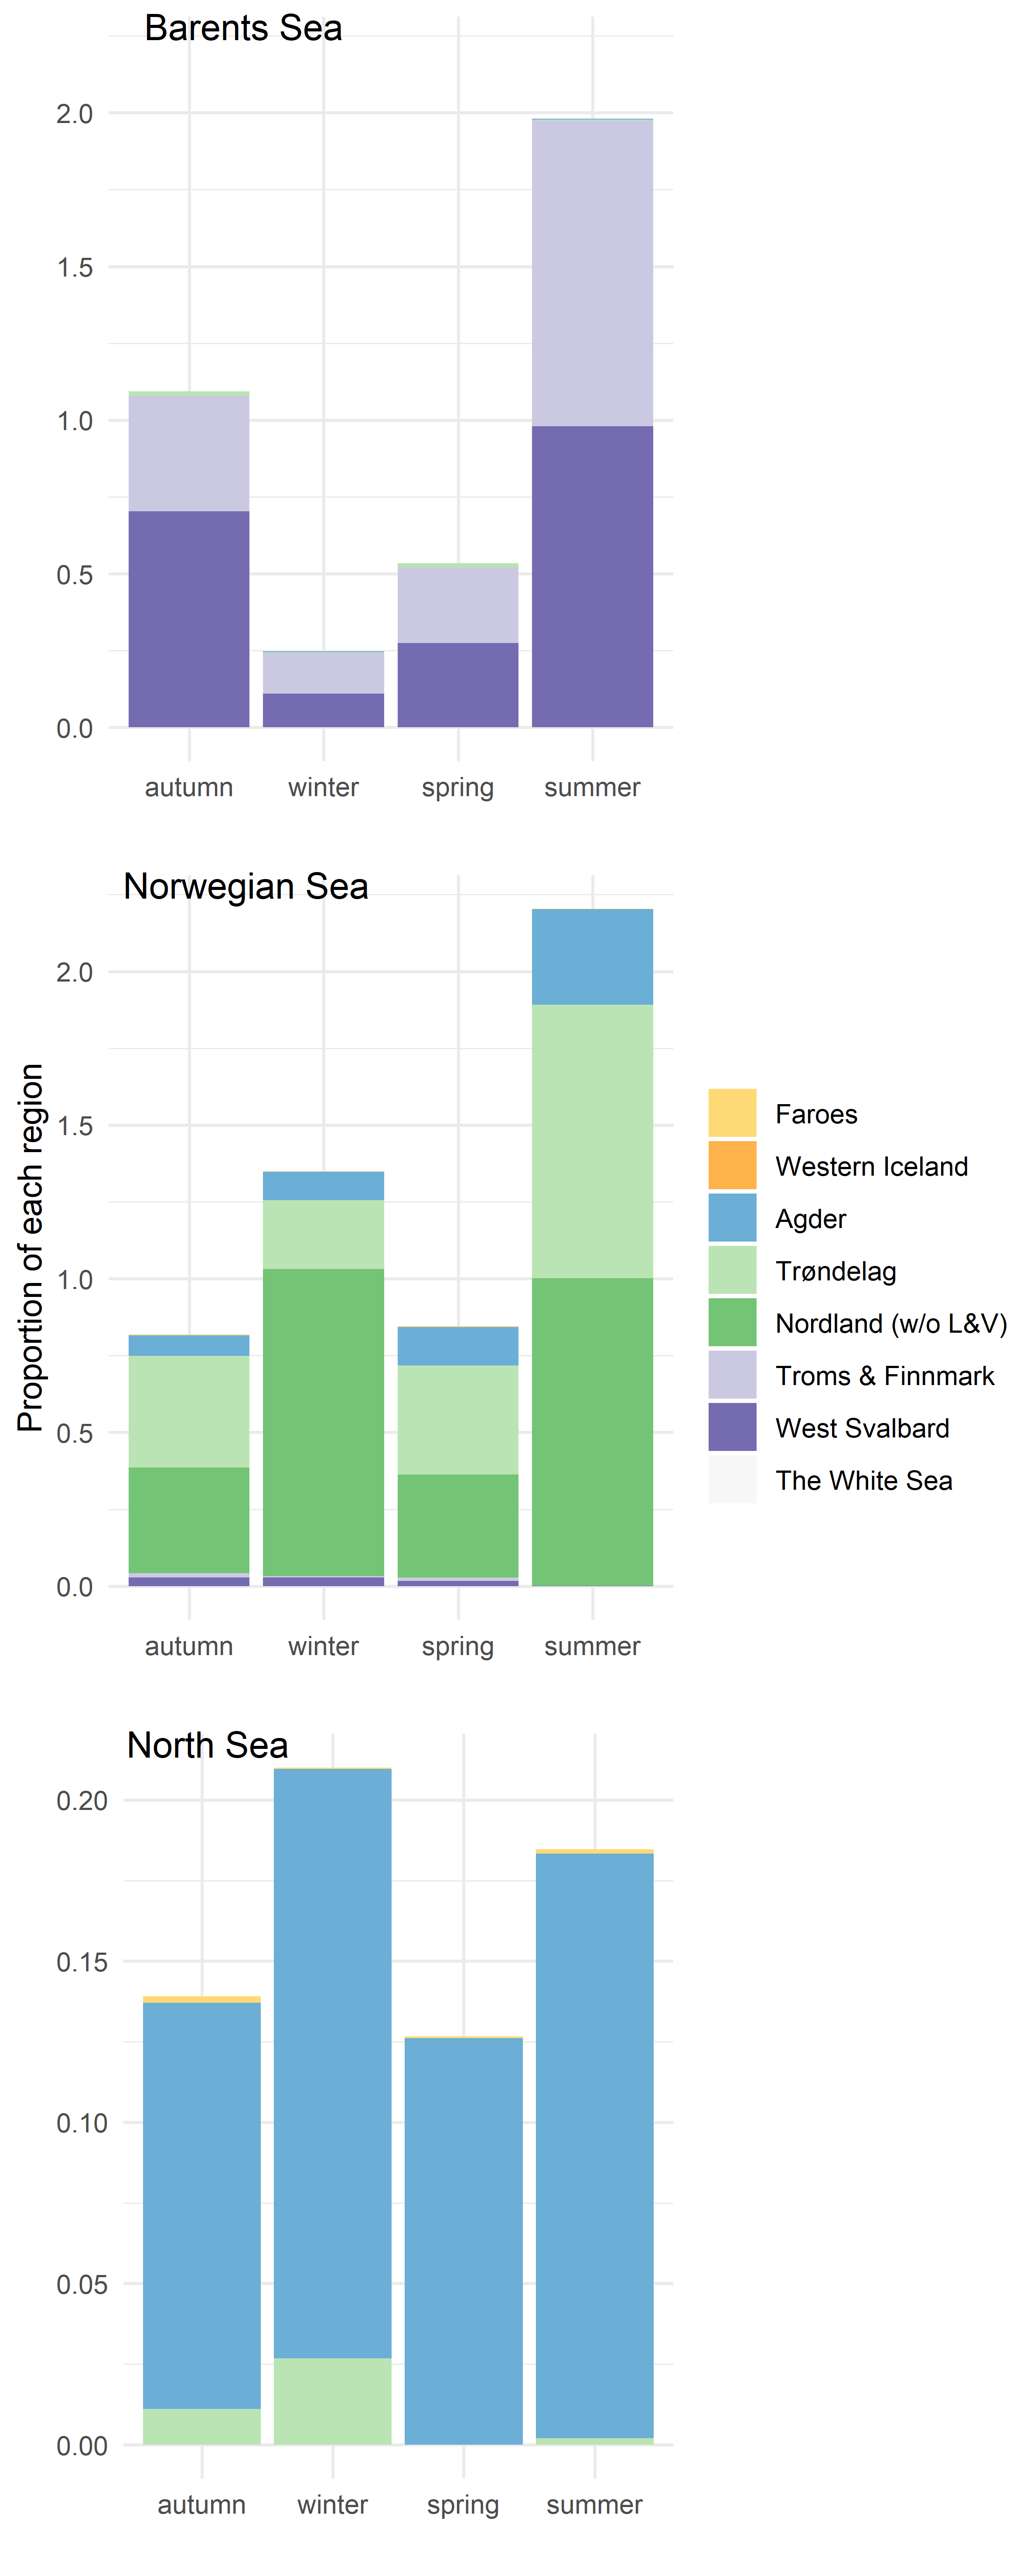 Barents Sea
2.0
1.5
1.0
0.5
0.0
autumn winter spring summer
Norwegian Sea
2.0
1.5
1.0
0.5
0.0
autumn winter spring summer
Proportion of each region
Faroes
Western Iceland
Agder
Trøndelag
Nordland (w/o L&V)
Troms & Finnmark
West Svalbard
The White Sea
North Sea
0.20
0.15
0.10
0.05
0.00
autumn winter spring summer